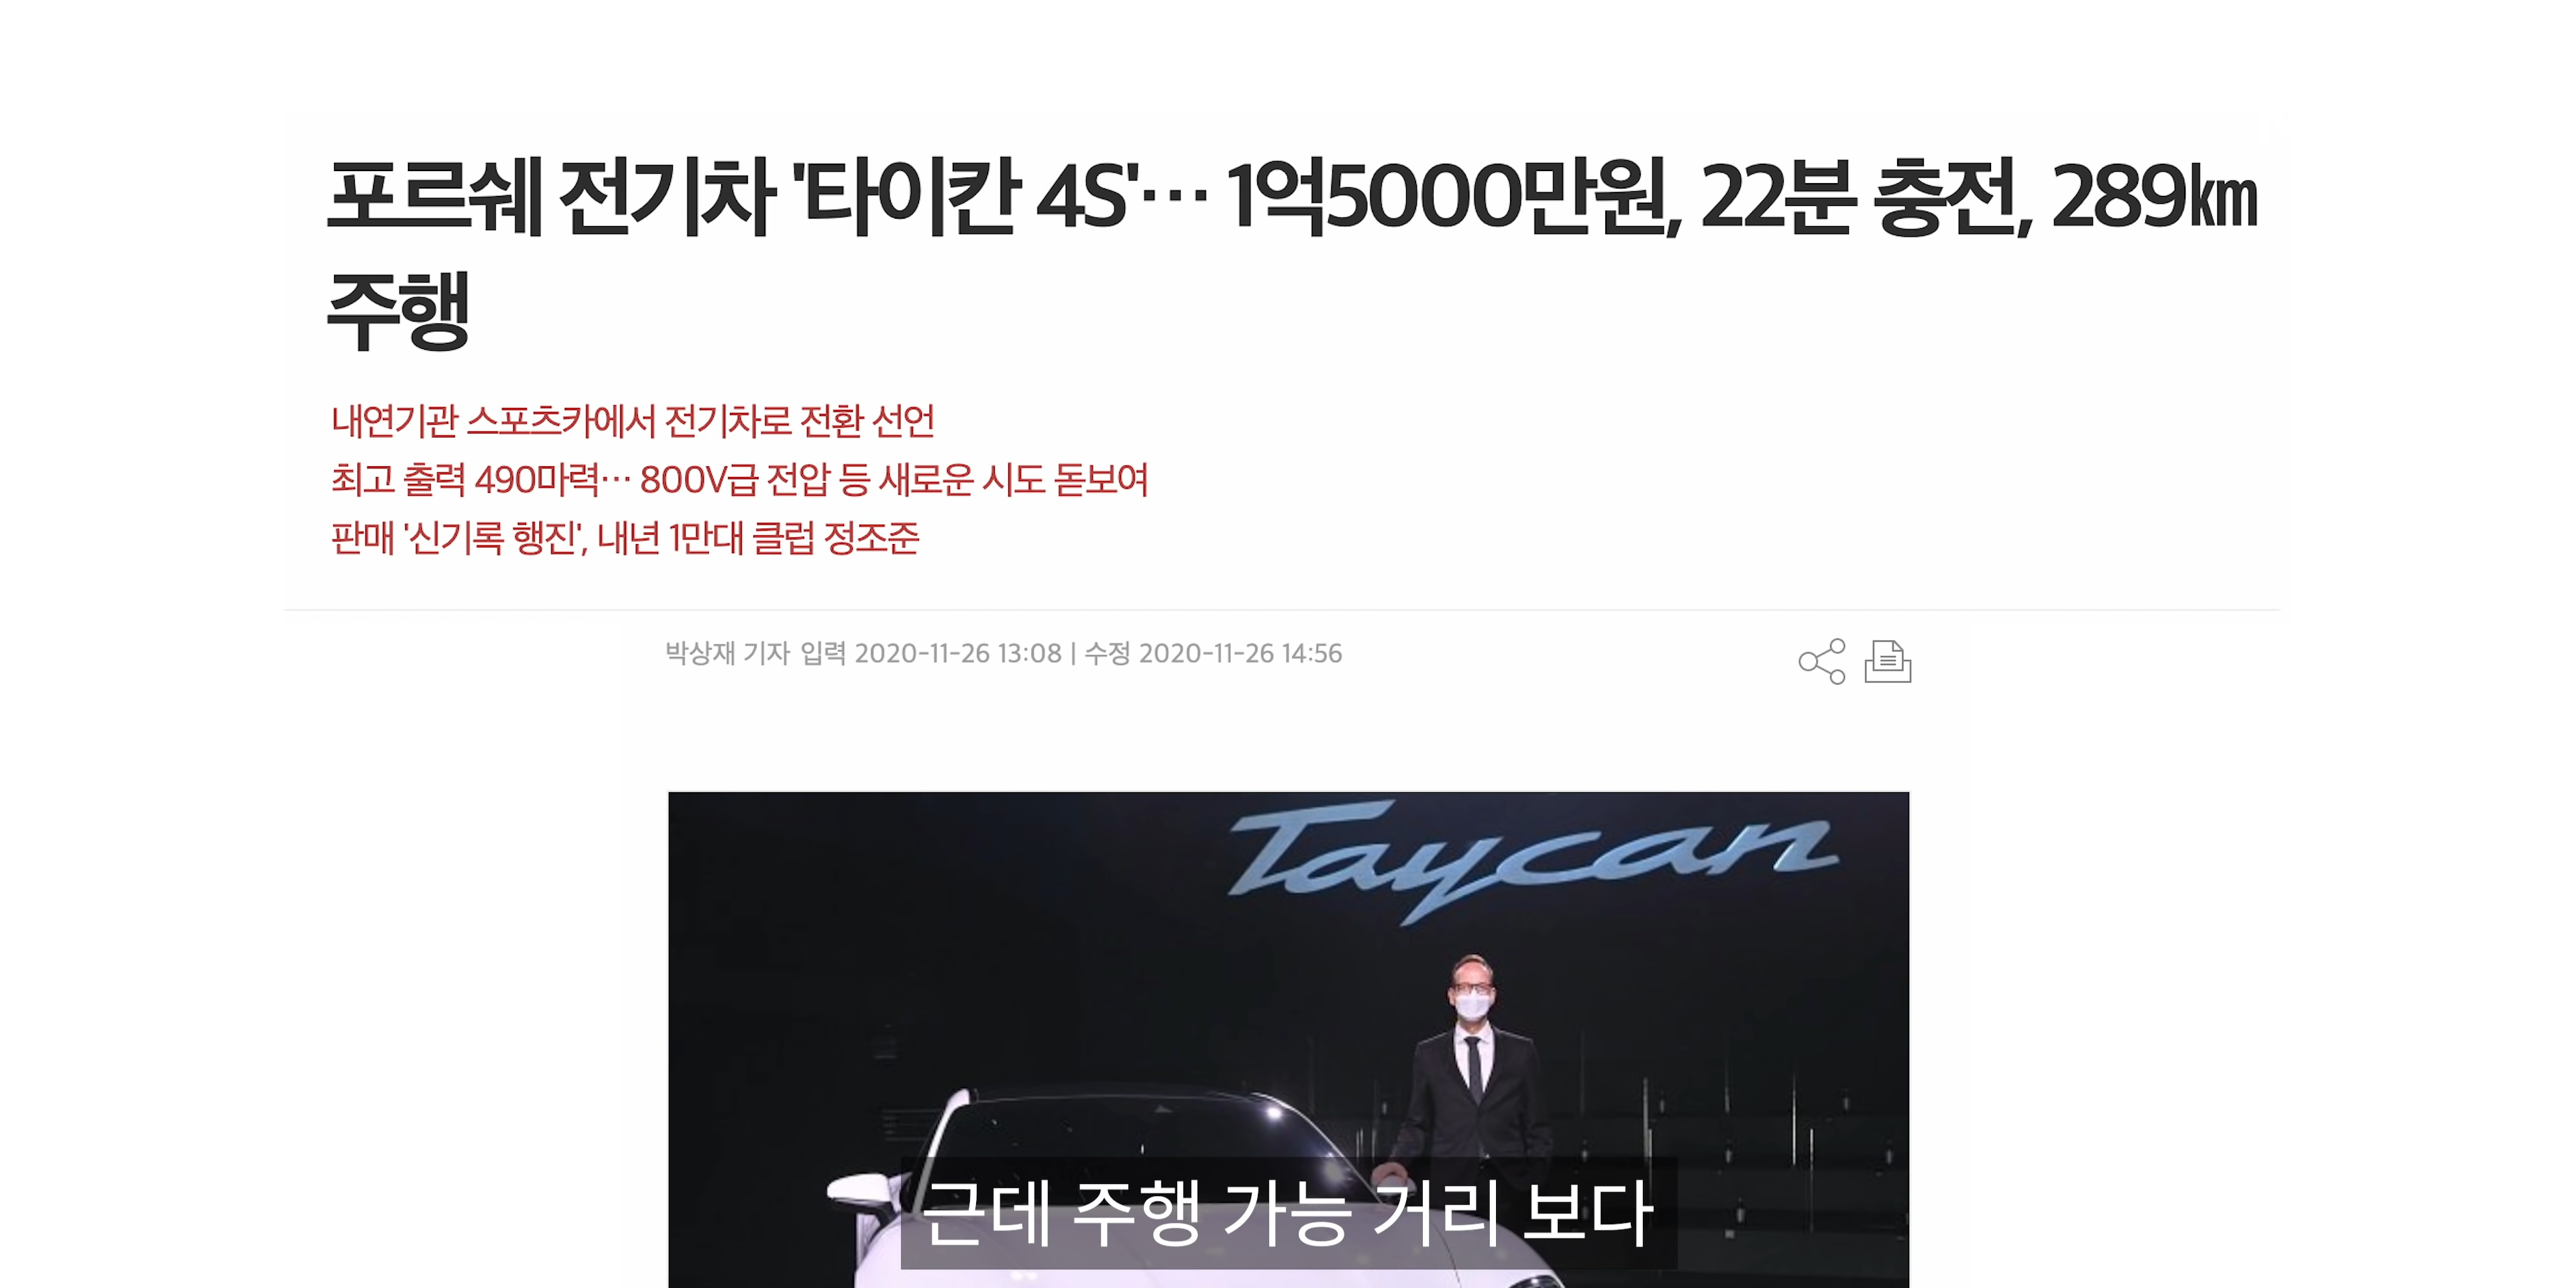 포르쉐 전기차 '타이칸 4S'… 1억5000만원, 22분 충전, 289㎞
주행
내연기관 스포츠카에서 전기차로 전환 선언
최고 출력 490마력… 800V급 전압 등 새로운 시도 돋보여
판매 '신기록 행진', 내년 1만대 클럽 정조준
박상재 기자 입력 2020-11-26 13:08 | 수정 2020-11-26 14:56
Taycan
근데 주행 가능 거리 보다